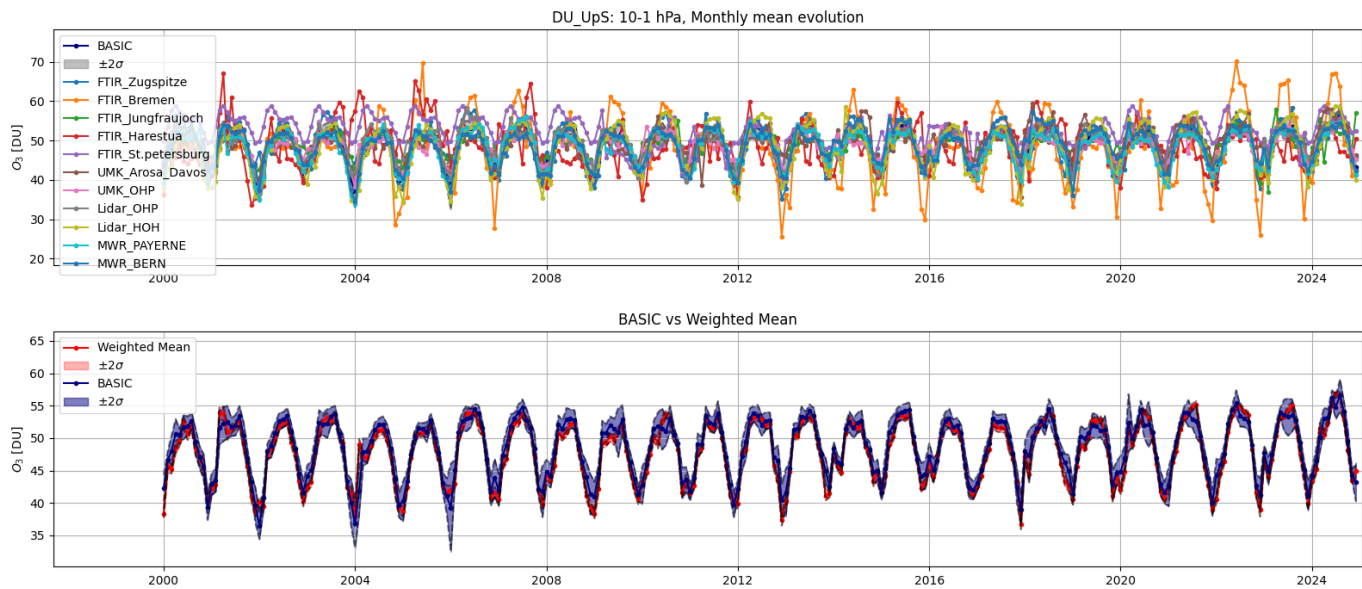 DU_UpS: 10-1 hPa, Monthly mean evolution
O₃ [DU]
70
60
50
40
30
20
BASIC
±2σ
FTIR_Zugspitze
FTIR_Bremen
FTIR_Jungfraujoch
FTIR_Harestua
FTIR_St.petersburg
UMK_Arosa_Davos
UMK_OHP
Lidar_OHP
Lidar_HOH
MWR_PAYERNE
MWR_BERN
2000 2004 2008 2012 2016 2020 2024
BASIC vs Weighted Mean
O₃ [DU]
65
60
55
50
45
40
35
Weighted Mean
±2σ
BASIC
±2σ
2000 2004 2008 2012 2016 2020 2024